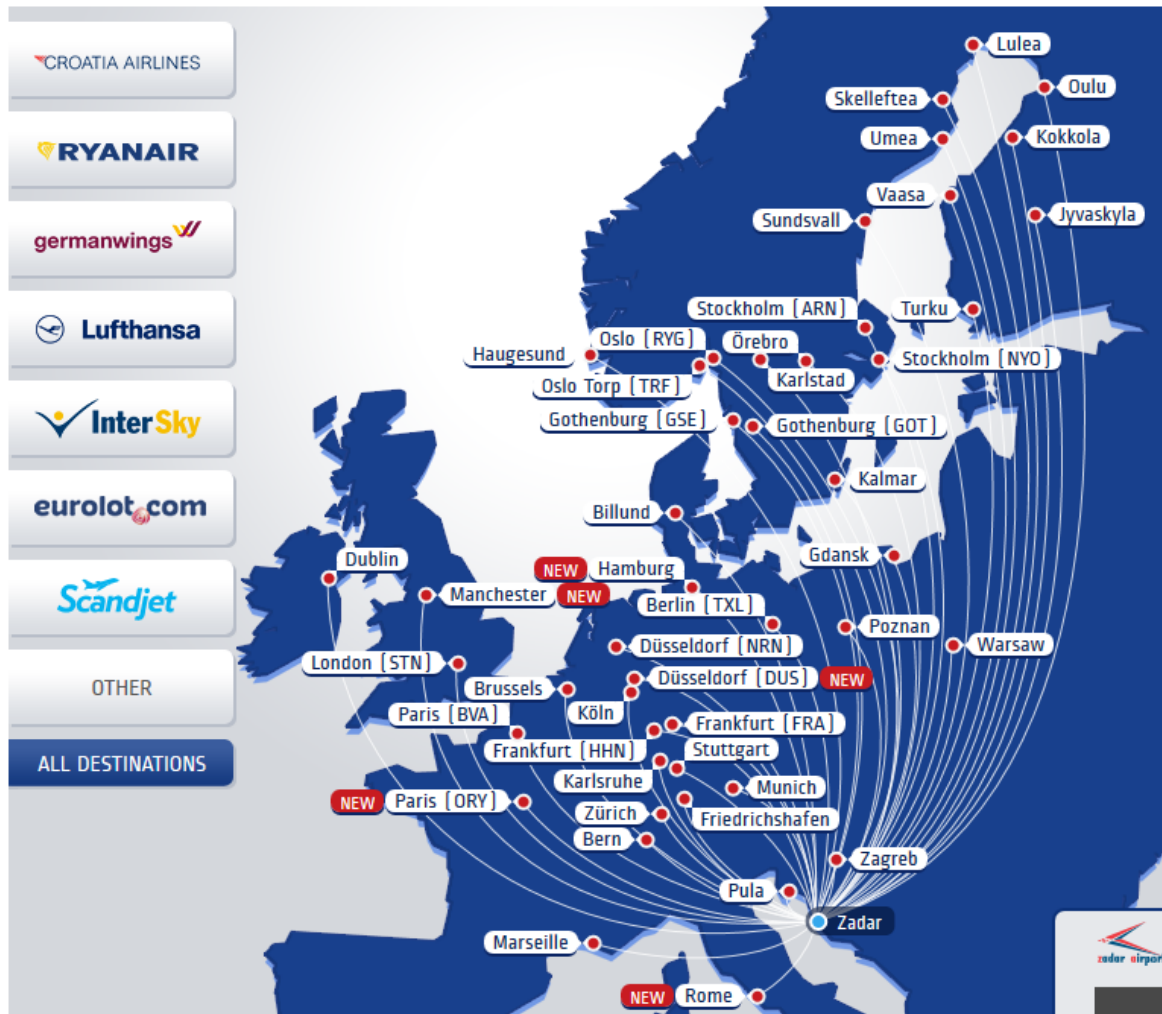 CROATIA AIRLINES
RYANAIR
germanwings
Lufthansa
InterSky
eurolot.com
Scandjet
OTHER
ALL DESTINATIONS
Lulea
Oulu
Skelleftea
Umea
Kokkola
Vaasa
Jyvaskyla
Sundsvall
Stockholm [ARN]
Turku
Oslo [RYG]
Örebro
Haugesund
Stockholm [NYO]
Oslo Torp [TRF]
Karlstad
Gothenburg [GSE]
Gothenburg [GOT]
Kalmar
Billund
Gdansk
Dublin
NEW Hamburg
Manchester NEW
Berlin [TXL]
Poznan
Düsseldorf [NRN]
Warsaw
London [STN]
Düsseldorf [DUS] NEW
Brussels
Köln
Paris [BVA]
Frankfurt [FRA]
Frankfurt [HHN]
Stuttgart
Karlsruhe
Munich
NEW Paris [ORY]
Zürich
Friedrichshafen
Bern
Zagreb
Pula
Zadar
Marseille
NEW Rome
zadar airport